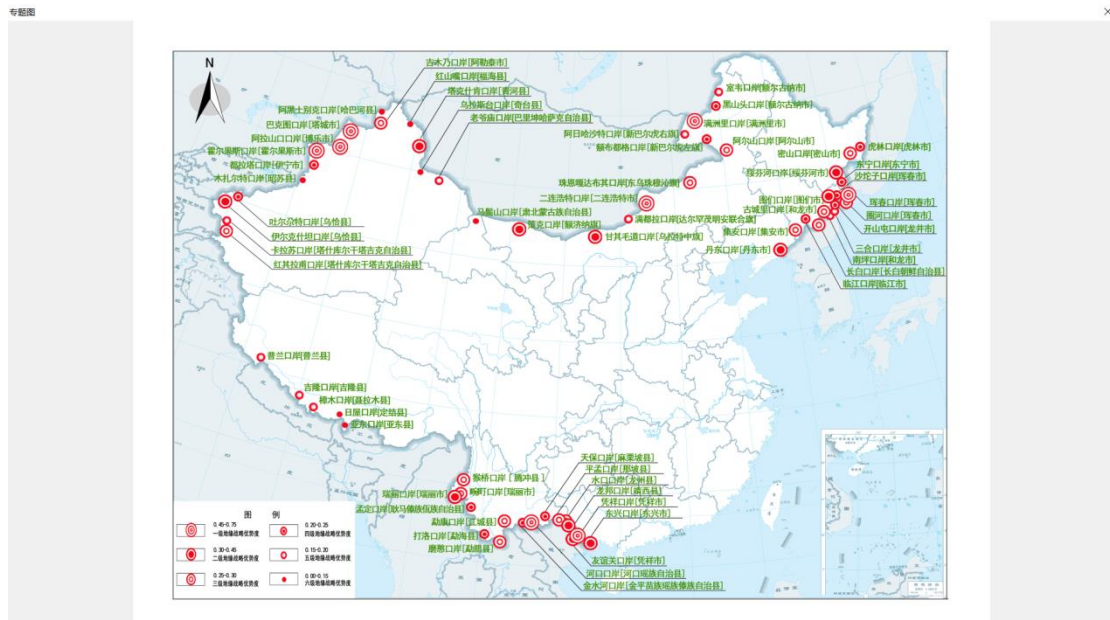 专题图
N
吉木乃口岸[阿勒泰市]
红山嘴口岸[福海县]
塔克什肯口岸[青河县]
乌拉斯台口岸[奇台县]
老爷庙口岸[巴里坤哈萨克自治县]
阿黑土别克口岸[哈巴河县]
巴克图口岸[塔城市]
阿拉山口口岸[博乐市]
霍尔果斯口岸[霍尔果斯市]
都拉塔口岸[伊宁市]
木扎尔特口岸[昭苏县]
吐尔尕特口岸[乌恰县]
伊尔克什坦口岸[乌恰县]
卡拉苏口岸[塔什库尔干塔吉克自治县]
红其拉甫口岸[塔什库尔干塔吉克自治县]
马鬃山口岸[肃北蒙古族自治县]
策克口岸[额济纳旗]
甘其毛道口岸[乌拉特中旗]
满都拉口岸[达尔罕茂明安联合旗]
二连浩特口岸[二连浩特市]
珠恩嘎达布其口岸[东乌珠穆沁旗]
室韦口岸[额尔古纳市]
黑山头口岸[额尔古纳市]
满洲里口岸[满洲里市]
阿日哈沙特口岸[新巴尔虎右旗]
额布都格口岸[新巴尔虎左旗]
阿尔山口岸[阿尔山市]
虎林口岸[虎林市]
密山口岸[密山市]
东宁口岸[东宁市]
绥芬河口岸[绥芬河市]
沙坨子口岸[珲春市]
图们口岸[图们市]
珲春口岸[珲春市]
古城里口岸[和龙市]
圈河口岸[珲春市]
集安口岸[集安市]
开山屯口岸[龙井市]
丹东口岸[丹东市]
三合口岸[龙井市]
南坪口岸[和龙市]
长白口岸[长白朝鲜族自治县]
临江口岸[临江市]
普兰口岸[普兰县]
吉隆口岸[吉隆县]
樟木口岸[聂拉木县]
日屋口岸[定结县]
亚东口岸[亚东县]
猴桥口岸[腾冲县]
瑞丽口岸[瑞丽市]
畹町口岸[瑞丽市]
孟定口岸[耿马傣族佤族自治县]
勐康口岸[江城县]
打洛口岸[勐海县]
磨憨口岸[勐腊县]
天保口岸[麻栗坡县]
平孟口岸[那坡县]
水口口岸[龙州县]
龙邦口岸[靖西县]
凭祥口岸[凭祥市]
东兴口岸[东兴市]
友谊关口岸[凭祥市]
河口口岸[河口瑶族自治县]
金水河口岸[金平苗族瑶族傣族自治县]
图 例
0.45-0.75
一级地缘战略优势度
0.30-0.45
二级地缘战略优势度
0.25-0.30
三级地缘战略优势度
0.20-0.25
四级地缘战略优势度
0.15-0.20
五级地缘战略优势度
0.00-0.15
六级地缘战略优势度